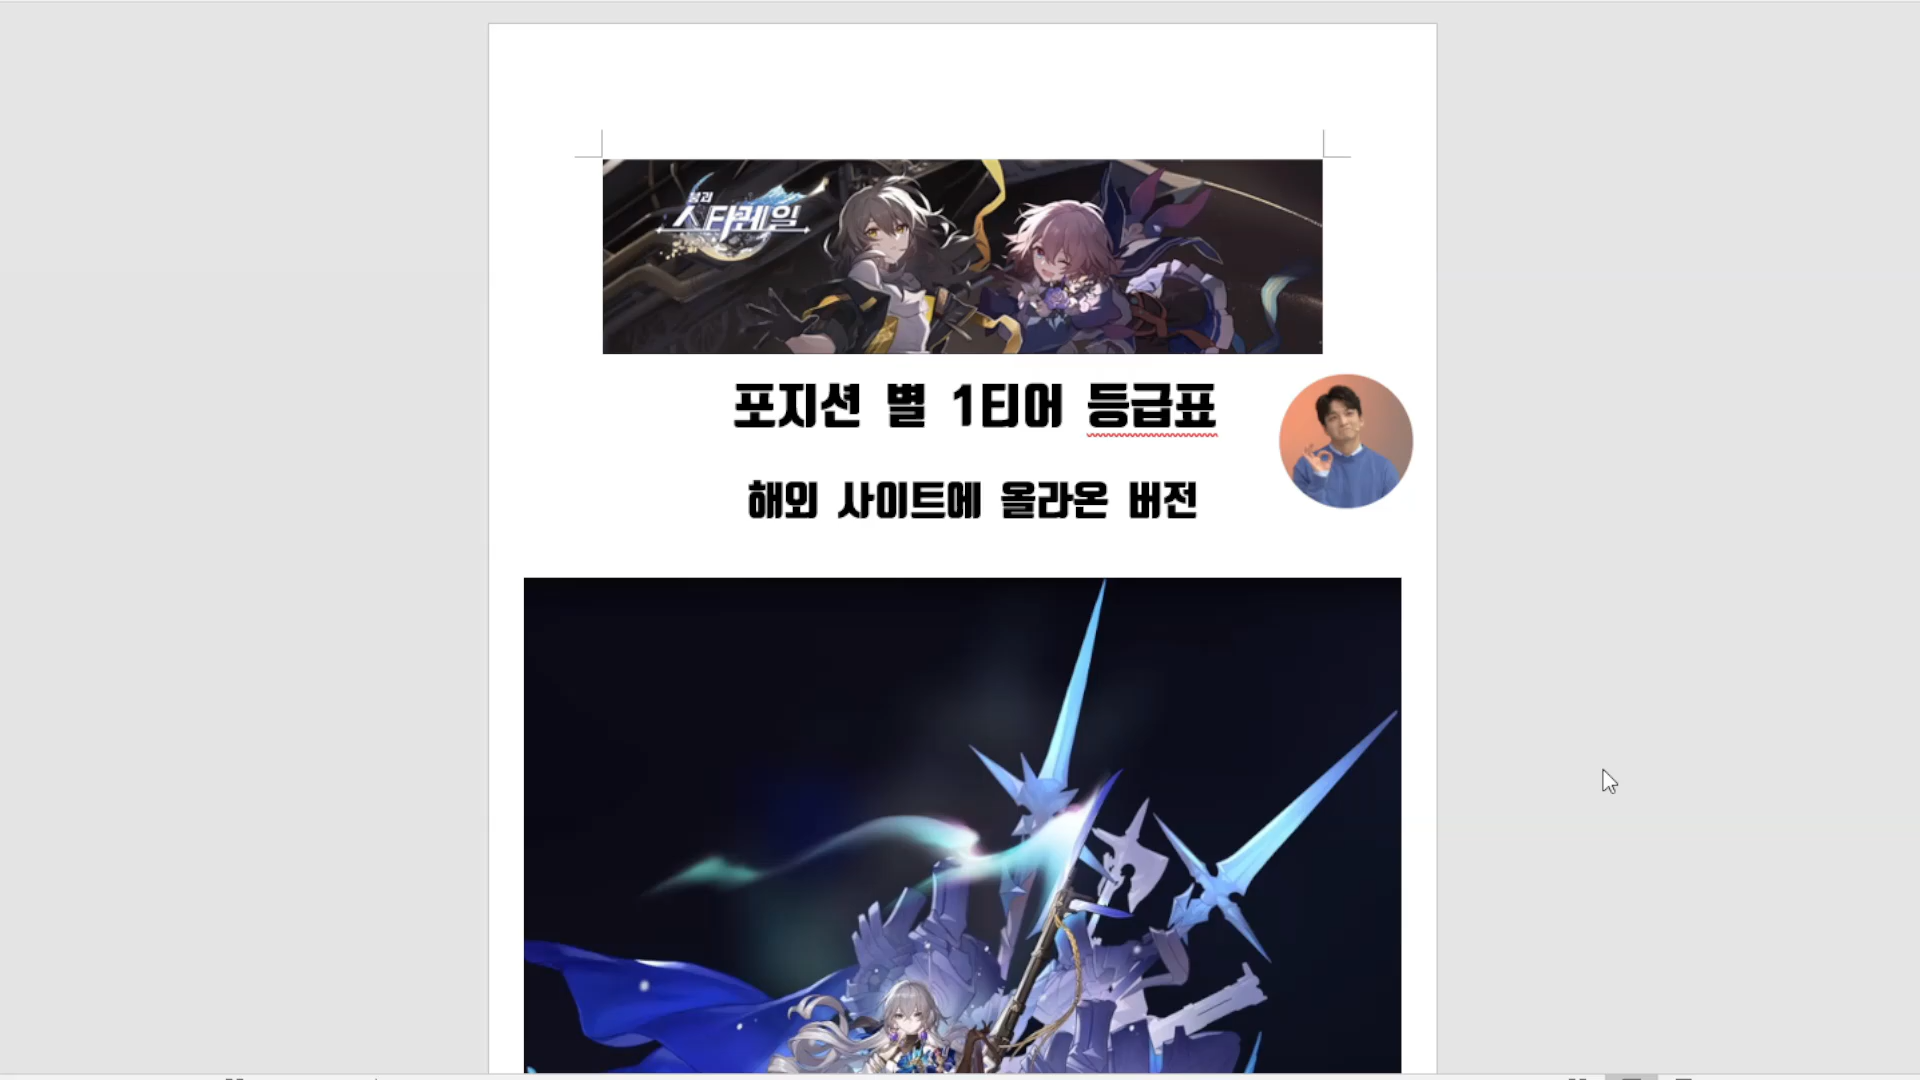 붕괴
스타레일
포지션 별 1티어 등급표
해외 사이트에 올라온 버전